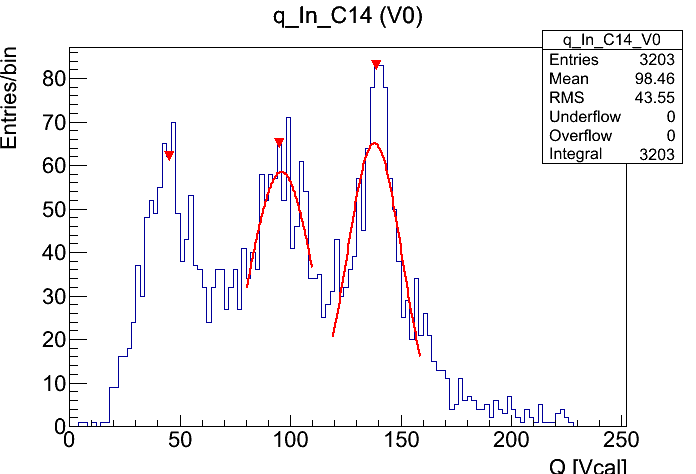 q_In_C14 (V0)
q_In_C14_V0
Entries 3203
Mean 98.46
RMS 43.55
Underflow 0
Overflow 0
Integral 3203
Entries/bin
80
70
60
50
40
30
20
10
0
0 50 100 150 200 250
Q [Vcal]